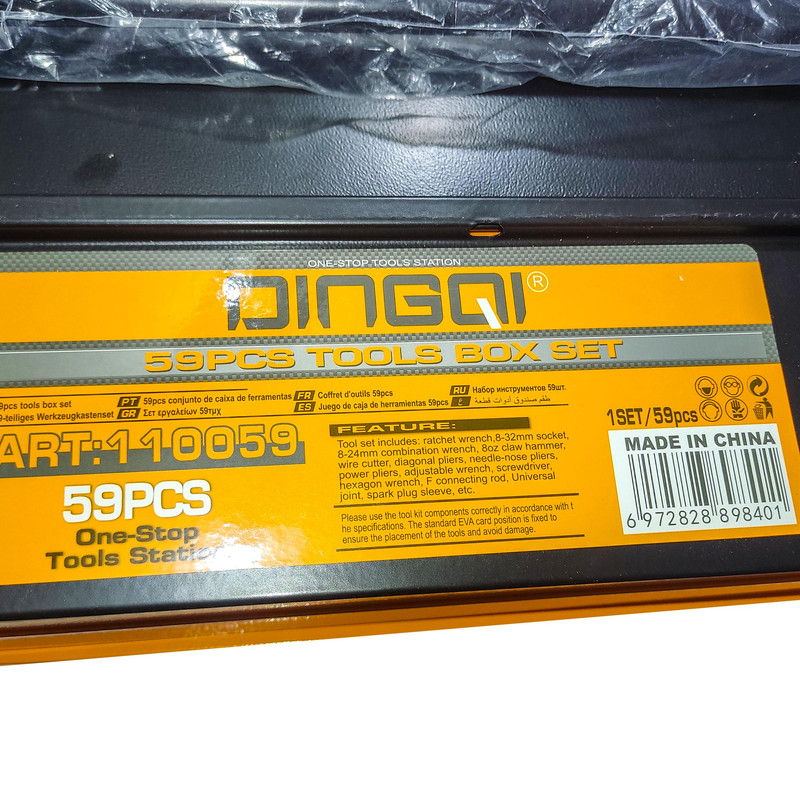 ONE-STOP TOOLS STATION
DINGQI®
59PCS TOOLS BOX SET
9pcs tools box set
PT 59pcs conjunto de caixa de ferramentas
FR Coffret d'outils 59pcs
RU Набор инструментов 59шт.
9-teiliges Werkzeugkastenset
GR Σετ εργαλείων 59τμχ
ES Juego de caja de herramientas 59pcs
طقم صندوق أدوات قطعة
ART:110059
59PCS
One-Stop
Tools Station
FEATURE:
Tool set includes: ratchet wrench,8-32mm socket,
8-24mm combination wrench, 8oz claw hammer,
wire cutter, diagonal pliers, needle-nose pliers,
power pliers, adjustable wrench, screwdriver,
hexagon wrench, F connecting rod, Universal
joint, spark plug sleeve, etc.
Please use the tool kit components correctly in accordance with t
he specifications. The standard EVA card position is fixed to
ensure the placement of the tools and avoid damage.
1SET/59pcs
MADE IN CHINA
6 972828 898401